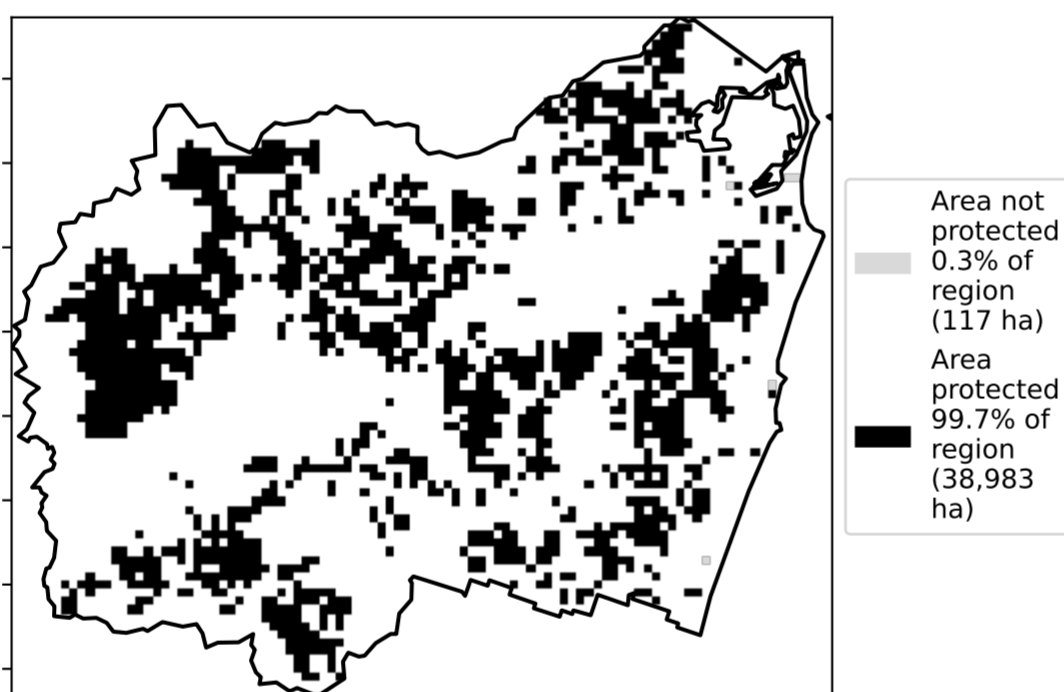 Area not
protected
0.3% of
region
(117 ha)
Area
protected
99.7% of
region
(38,983
ha)